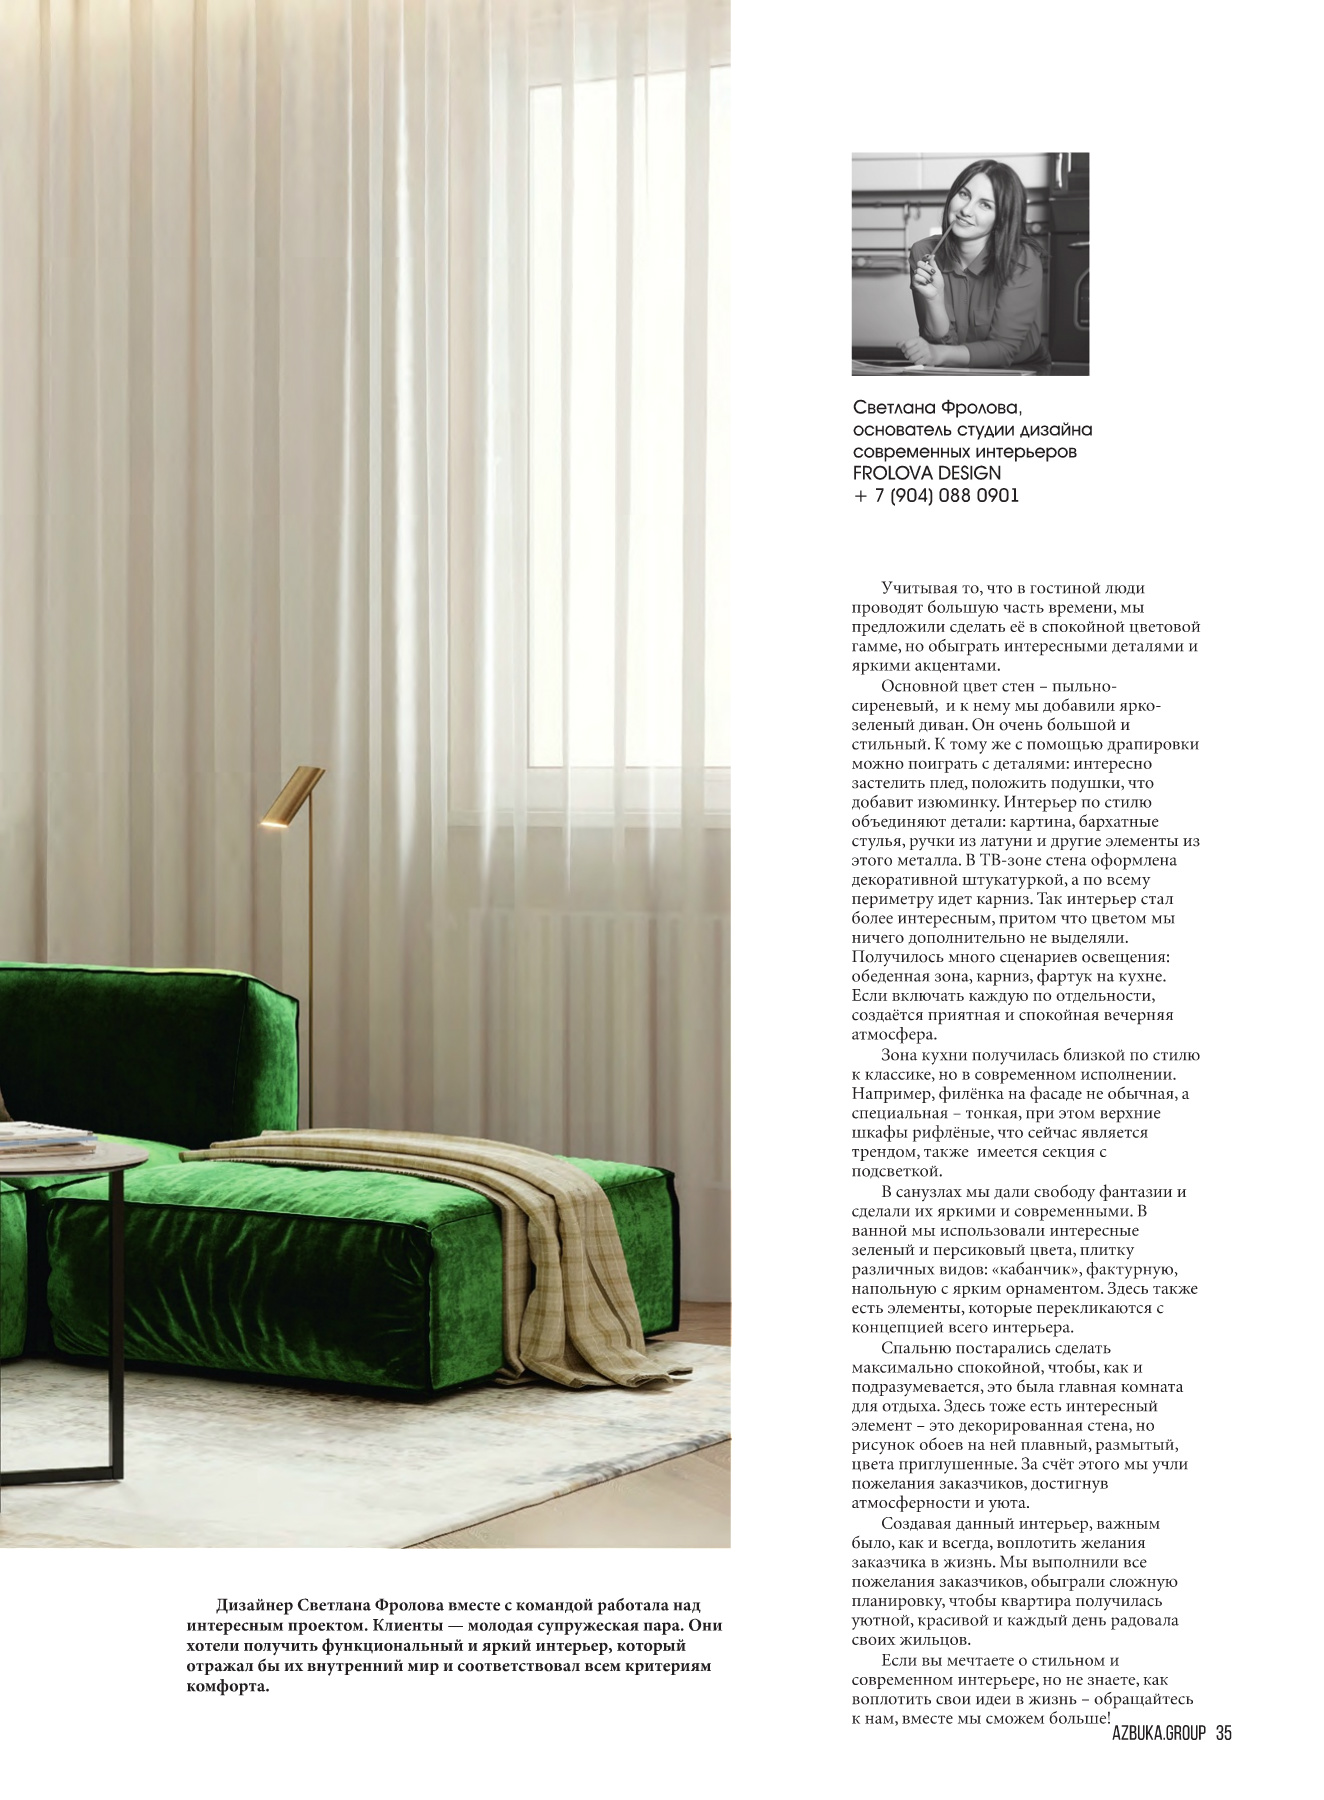 Светлана Фролова,
основатель студии дизайна
современных интерьеров
FROLOVA DESIGN
+ 7 (904) 088 0901
Учитывая то, что в гостиной люди
проводят большую часть времени, мы
предложили сделать её в спокойной цветовой
гамме, но обыграть интересными деталями и
яркими акцентами.
Основной цвет стен – пыльно-
сиреневый,  и к нему мы добавили ярко-
зеленый диван. Он очень большой и
стильный. К тому же с помощью драпировки
можно поиграть с деталями: интересно
застелить плед, положить подушки, что
добавит изюминку. Интерьер по стилю
объединяют детали: картина, бархатные
стулья, ручки из латуни и другие элементы из
этого металла. В ТВ-зоне стена оформлена
декоративной штукатуркой, а по всему
периметру идет карниз. Так интерьер стал
более интересным, притом что цветом мы
ничего дополнительно не выделяли.
Получилось много сценариев освещения:
обеденная зона, карниз, фартук на кухне.
Если включать каждую по отдельности,
создаётся приятная и спокойная вечерняя
атмосфера.
Зона кухни получилась близкой по стилю
к классике, но в современном исполнении.
Например, филёнка на фасаде не обычная, а
специальная – тонкая, при этом верхние
шкафы рифлёные, что сейчас является
трендом, также  имеется секция с
подсветкой.
В санузлах мы дали свободу фантазии и
сделали их яркими и современными. В
ванной мы использовали интересные
зеленый и персиковый цвета, плитку
различных видов: «кабанчик», фактурную,
напольную с ярким орнаментом. Здесь также
есть элементы, которые перекликаются с
концепцией всего интерьера.
Спальню постарались сделать
максимально спокойной, чтобы, как и
подразумевается, это была главная комната
для отдыха. Здесь тоже есть интересный
элемент – это декорированная стена, но
рисунок обоев на ней плавный, размытый,
цвета приглушенные. За счёт этого мы учли
пожелания заказчиков, достигнув
атмосферности и уюта.
Создавая данный интерьер, важным
было, как и всегда, воплотить желания
заказчика в жизнь. Мы выполнили все
пожелания заказчиков, обыграли сложную
планировку, чтобы квартира получилась
уютной, красивой и каждый день радовала
своих жильцов.
Если вы мечтаете о стильном и
современном интерьере, но не знаете, как
воплотить свои идеи в жизнь – обращайтесь
к нам, вместе мы сможем больше!
Дизайнер Светлана Фролова вместе с командой работала над
интересным проектом. Клиенты — молодая супружеская пара. Они
хотели получить функциональный и яркий интерьер, который
отражал бы их внутренний мир и соответствовал всем критериям
комфорта.
AZBUKA.GROUP 35